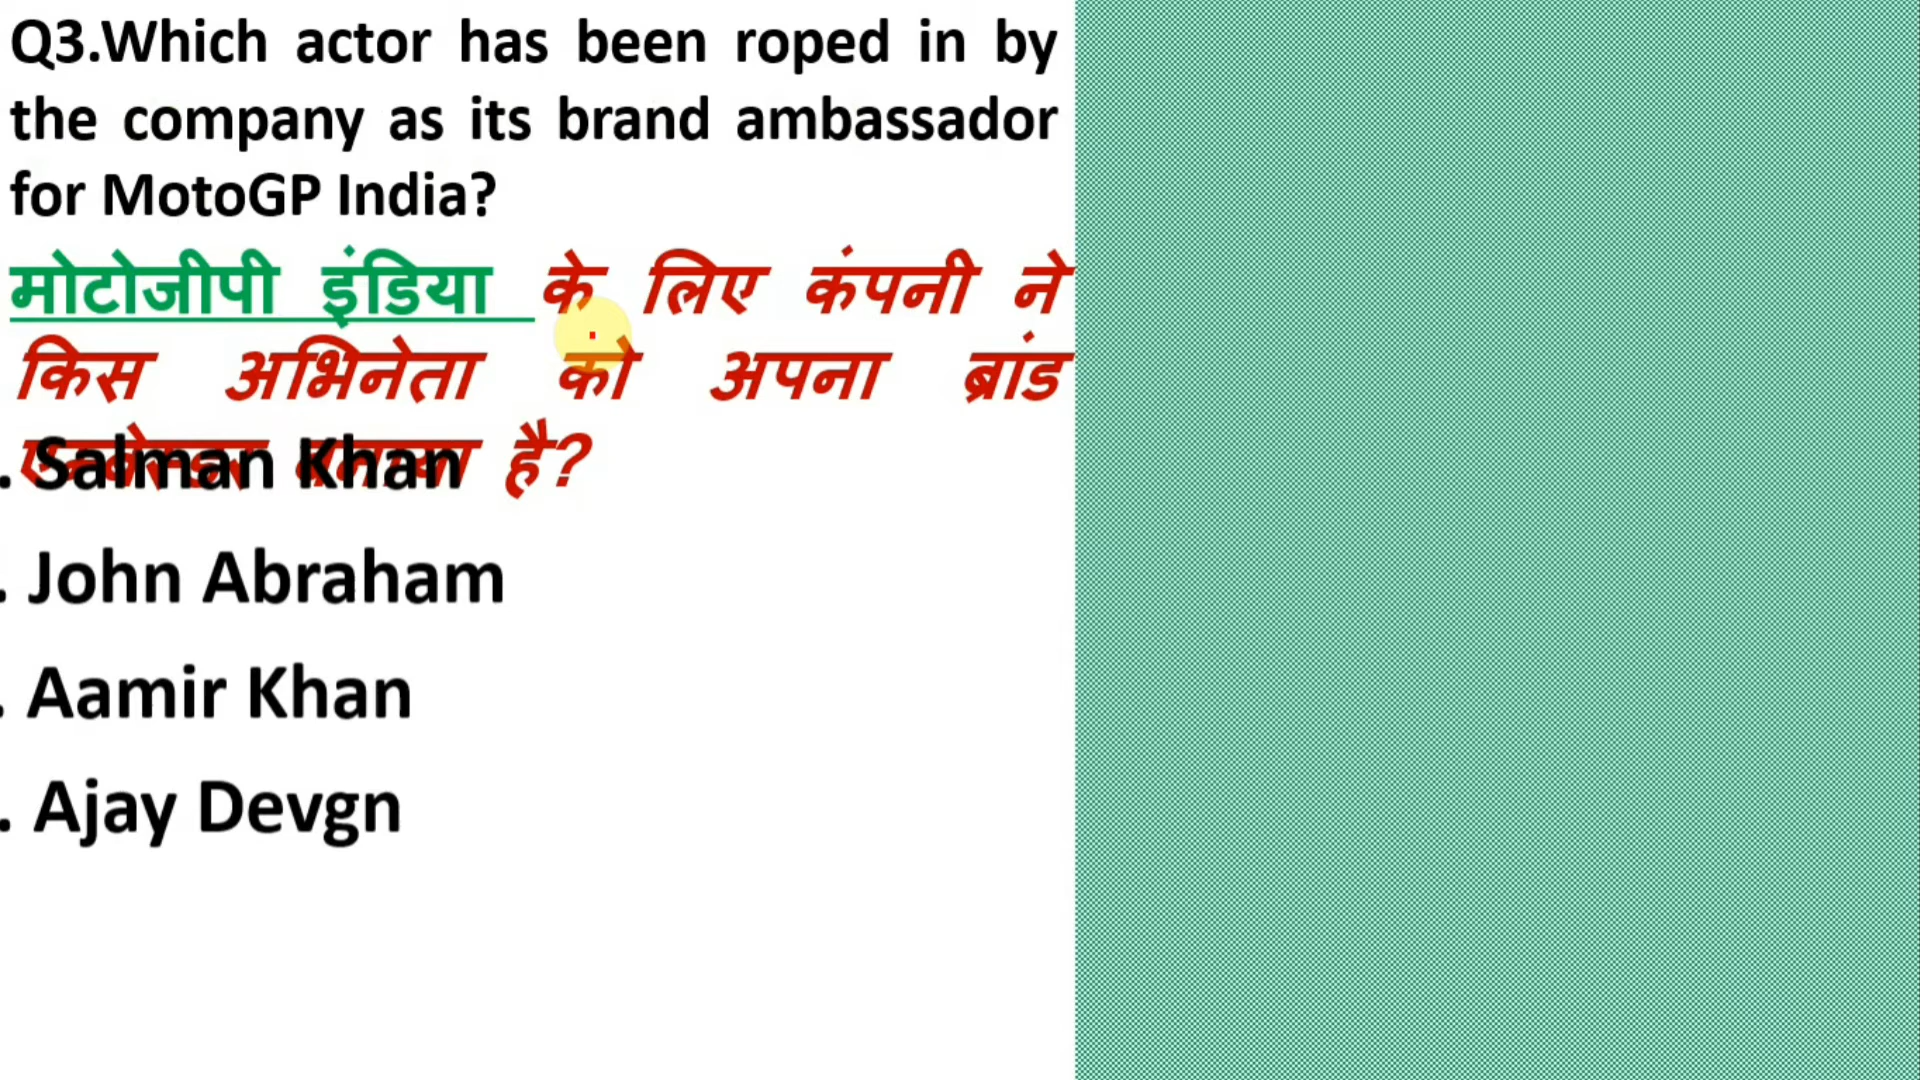 Q3.Which actor has been roped in by
the company as its brand ambassador
for MotoGP India?
मोटोजीपी इंडिया के लिए कंपनी ने
किस अभिनेता को अपना ब्रांड
है?
. Salman Khan
. John Abraham
. Aamir Khan
. Ajay Devgn